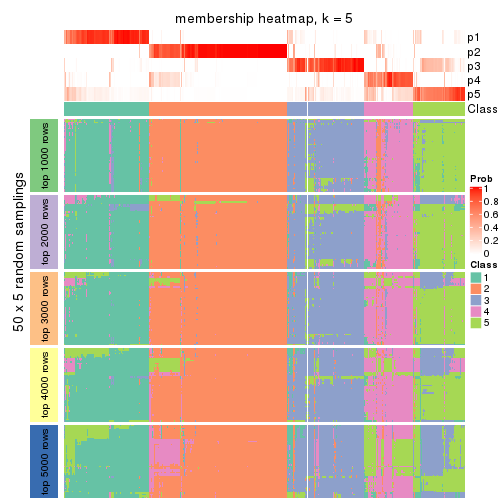 membership heatmap, k = 5
p1
p2
p3
p4
p5
Class
50 x 5 random samplings
top 1000 rows
top 2000 rows
top 3000 rows
top 4000 rows
top 5000 rows
Prob
1
0.8
0.6
0.4
0.2
0
Class
1
2
3
4
5